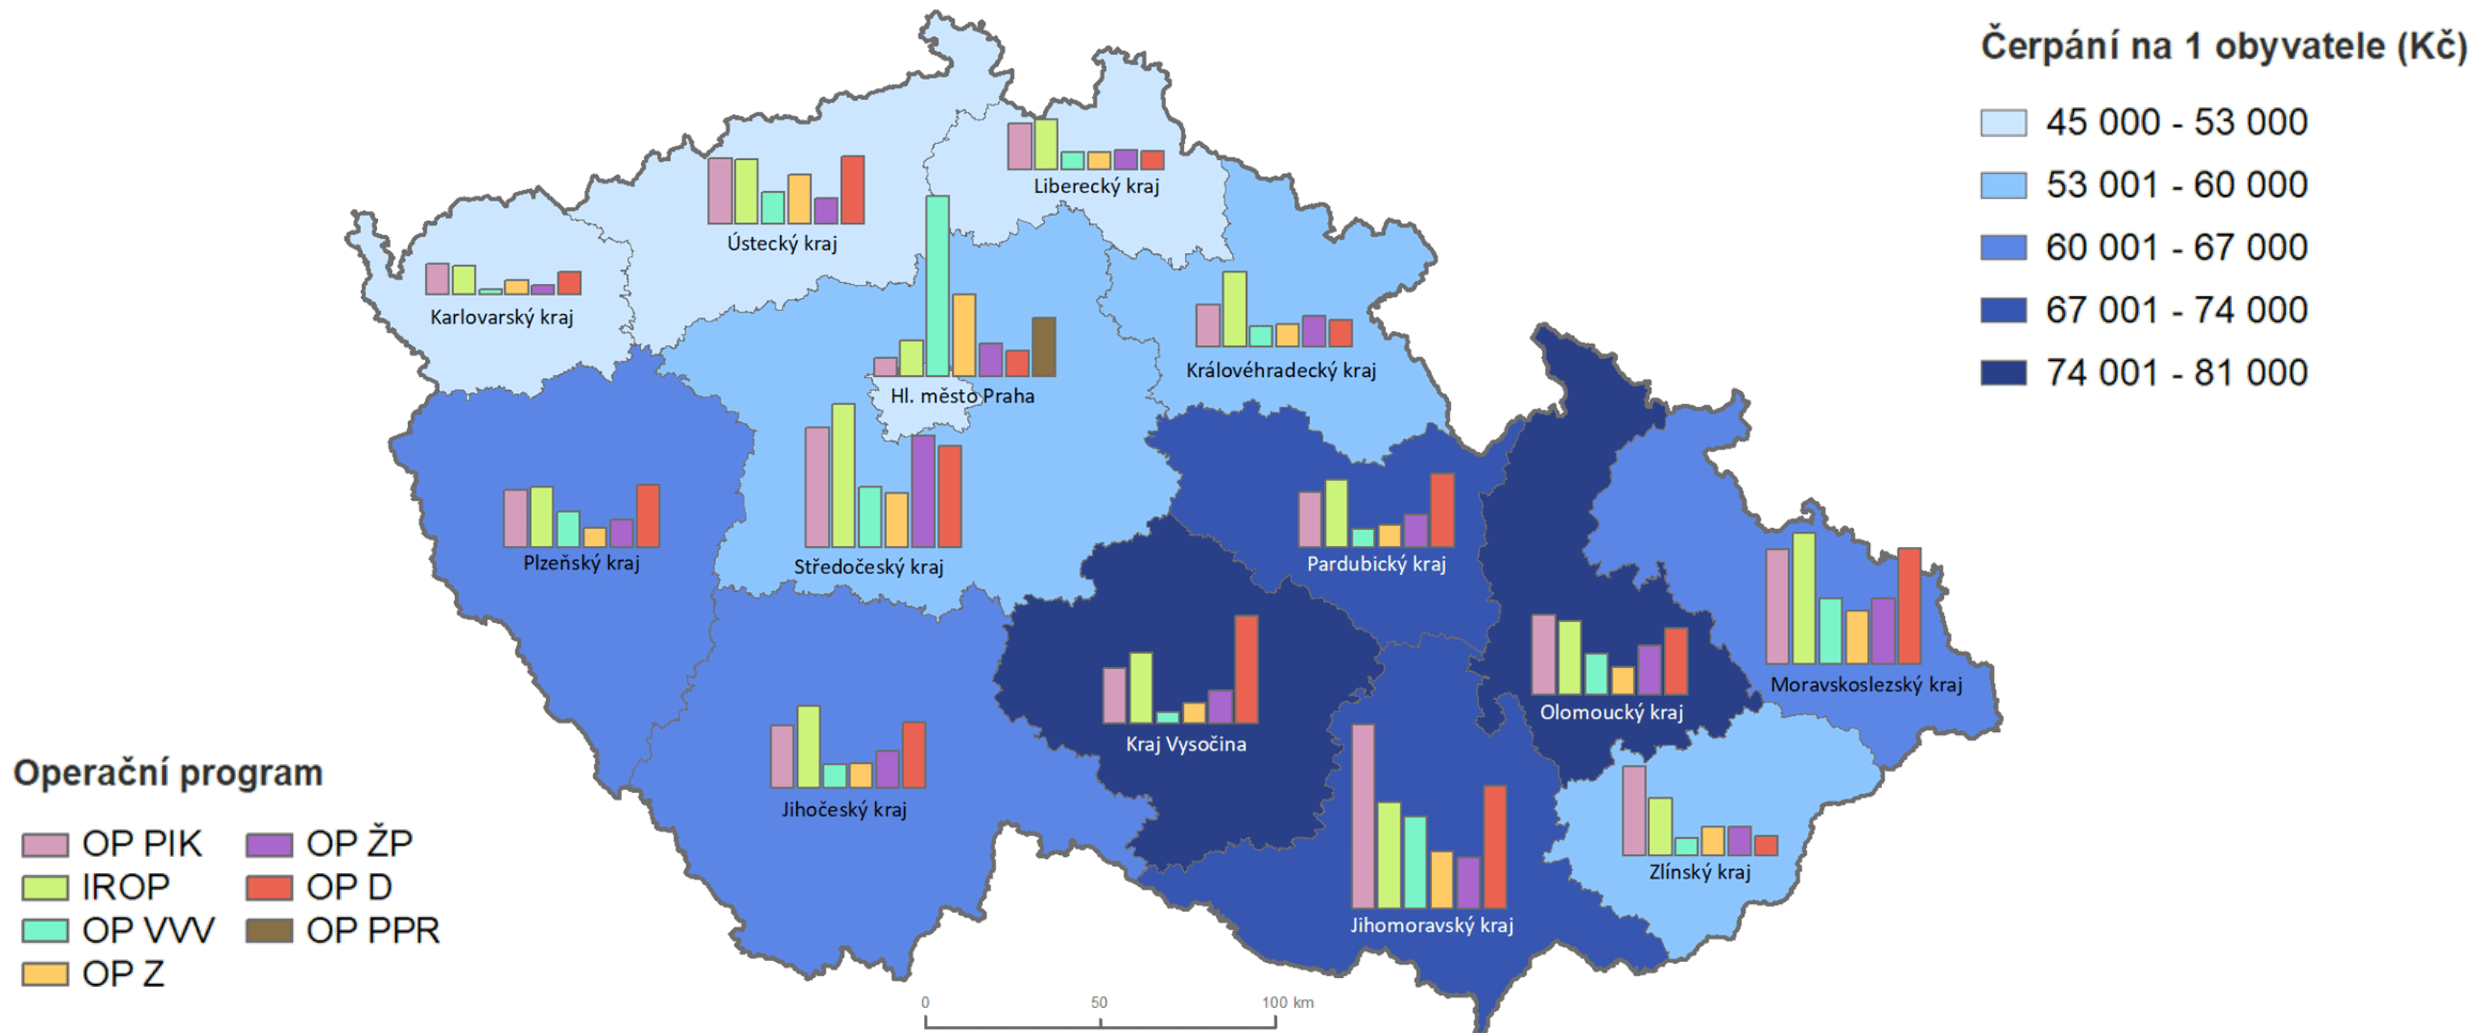 Čerpání na 1 obyvatele (Kč)
45 000 - 53 000
53 001 - 60 000
60 001 - 67 000
67 001 - 74 000
74 001 - 81 000
Liberecký kraj
Ústecký kraj
Karlovarský kraj
Královéhradecký kraj
Hl. město Praha
Plzeňský kraj
Středočeský kraj
Pardubický kraj
Moravskoslezský kraj
Olomoucký kraj
Kraj Vysočina
Jihočeský kraj
Zlínský kraj
Jihomoravský kraj
Operační program
OP PIK
OP ŽP
IROP
OP D
OP VVV
OP PPR
OP Z
0 50 100 km